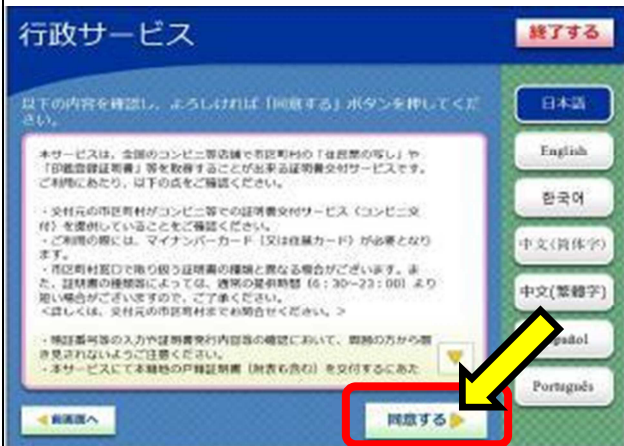 行政サービス
終了する
以下の内容を確認し、よろしければ「同意する」ボタンを押してくだ
さい。
本サービスは、全国のコンビニ等店舗で市区町村の「住民票の写し」や
「印鑑登録証明書」等を取得することが出来る証明書交付サービスです。
ご利用にあたり、以下の点をご確認ください。
・交付元の市区町村がコンビニ等での証明書交付サービス（コンビニ交
付）を提供していることをご確認ください。
・ご利用の際には、マイナンバーカード（又は住基カード）が必要となり
ます。
・市区町村窓口で取り扱う証明書の種類と異なる場合がございます。ま
た、証明書の種類等によっては、通常の提供時間（6：30～23：00）より
短い場合がございますので、ご了承ください。
＜詳しくは、交付元の市区町村までお問合せください。＞
・暗証番号等の入力や証明書発行内容等の確認において、周囲の方から覗
き見されないようご注意ください。
・本サービスにて本籍地の戸籍証明書（附票も含む）を交付するにあた
日本語
English
한국어
中文(简体字)
中文(繁體字)
pañol
Português
前画面へ
同意する